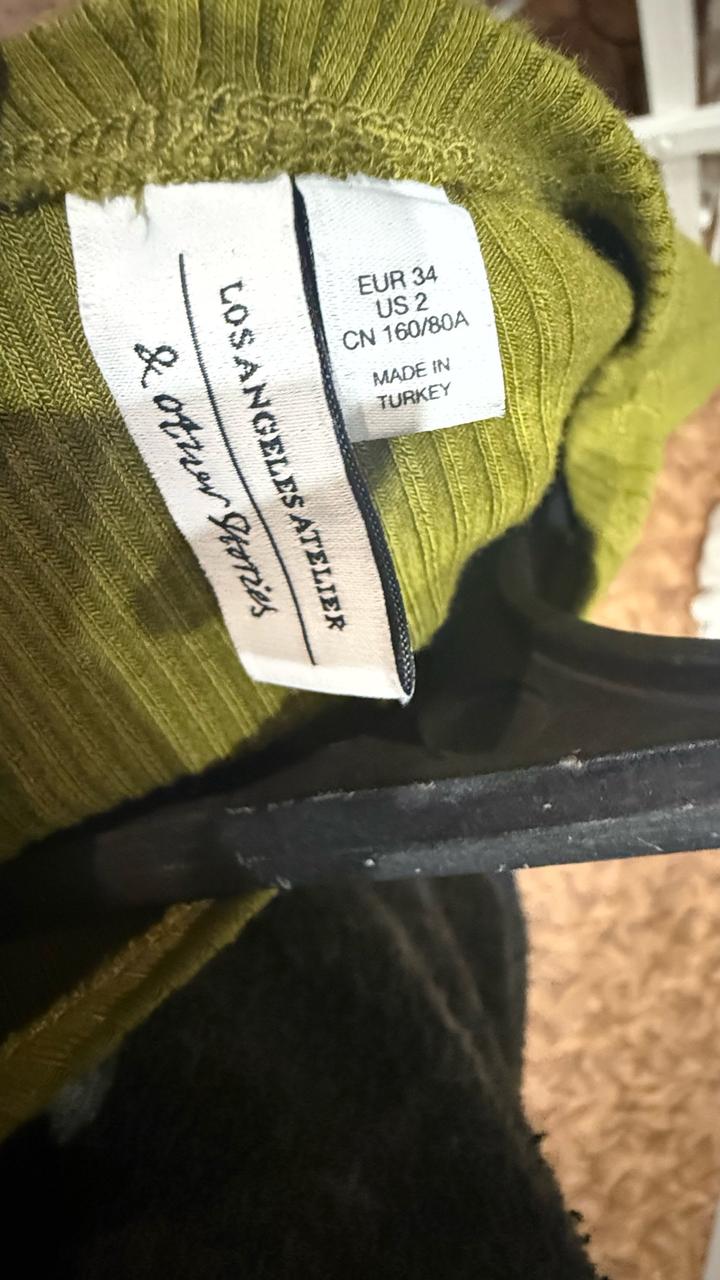 LOS ANGELES ATELIER
& other Stories
EUR 34
US 2
CN 160/80A
MADE IN
TURKEY